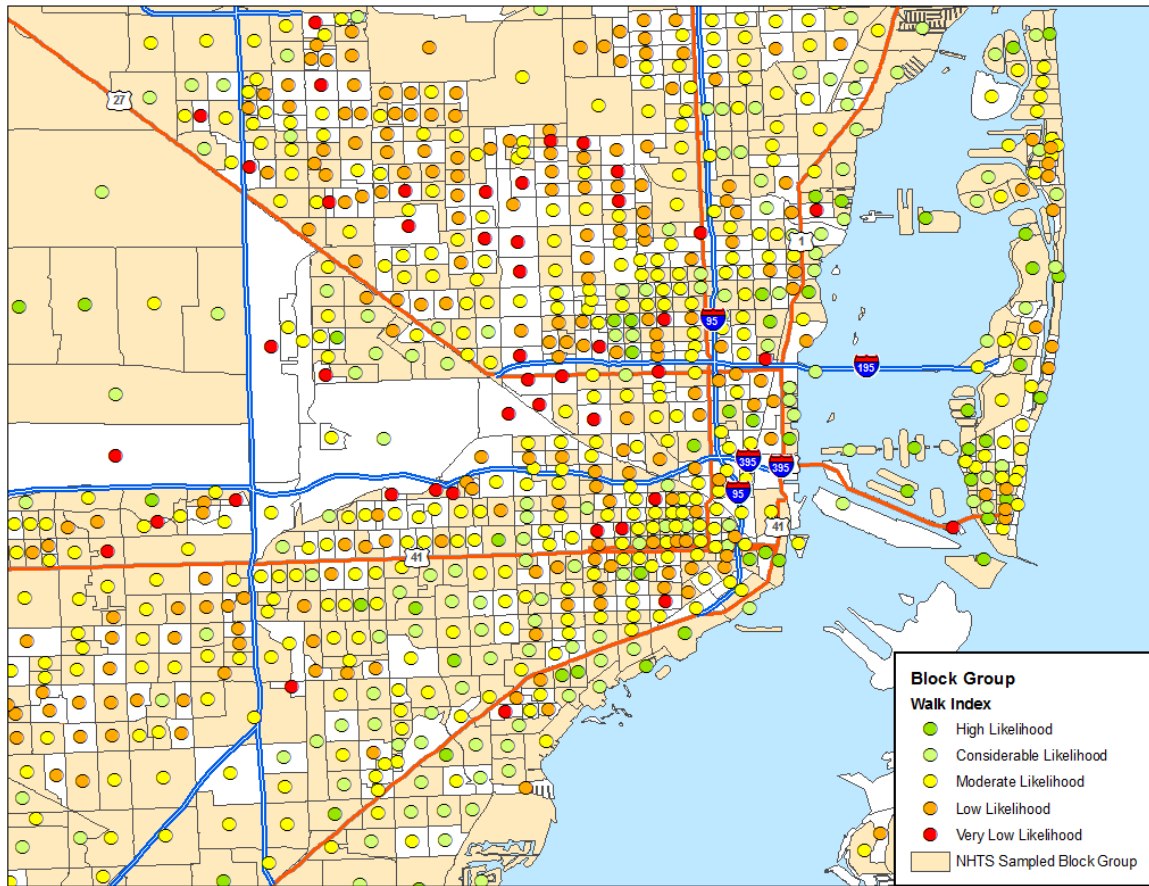 27
1
95
195
395
395
95
41
41
Block Group
Walk Index
High Likelihood
Considerable Likelihood
Moderate Likelihood
Low Likelihood
Very Low Likelihood
NHTS Sampled Block Group